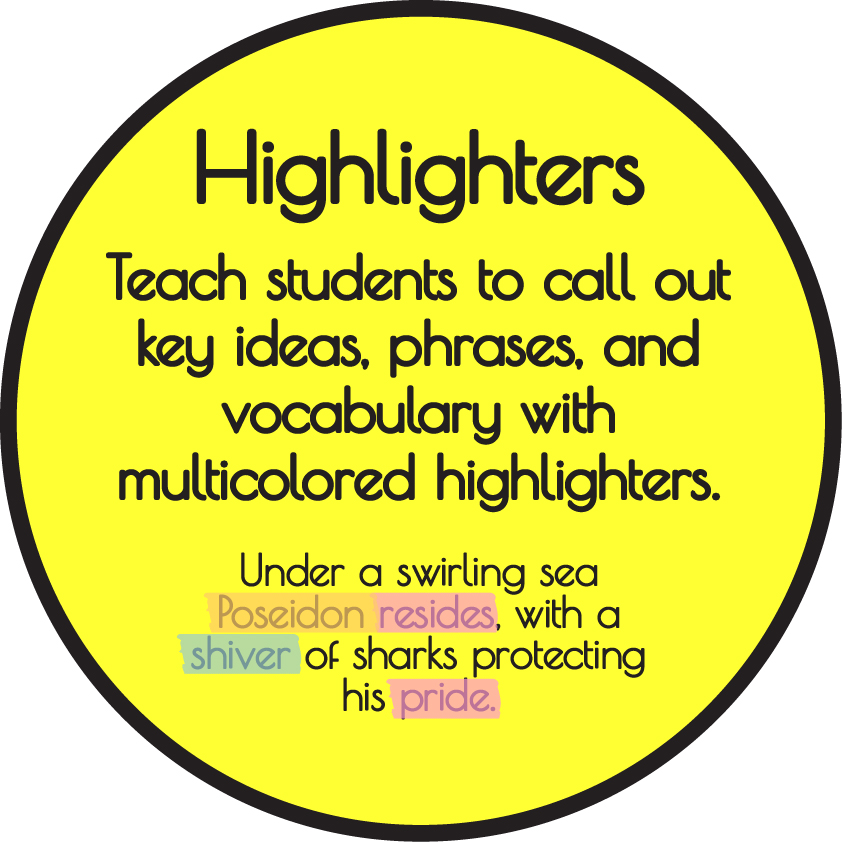 Highlighters
Teach students to call out
key ideas, phrases, and
vocabulary with
multicolored highlighters.
Under a swirling sea
Poseidon resides, with a
shiver of sharks protecting
his pride.